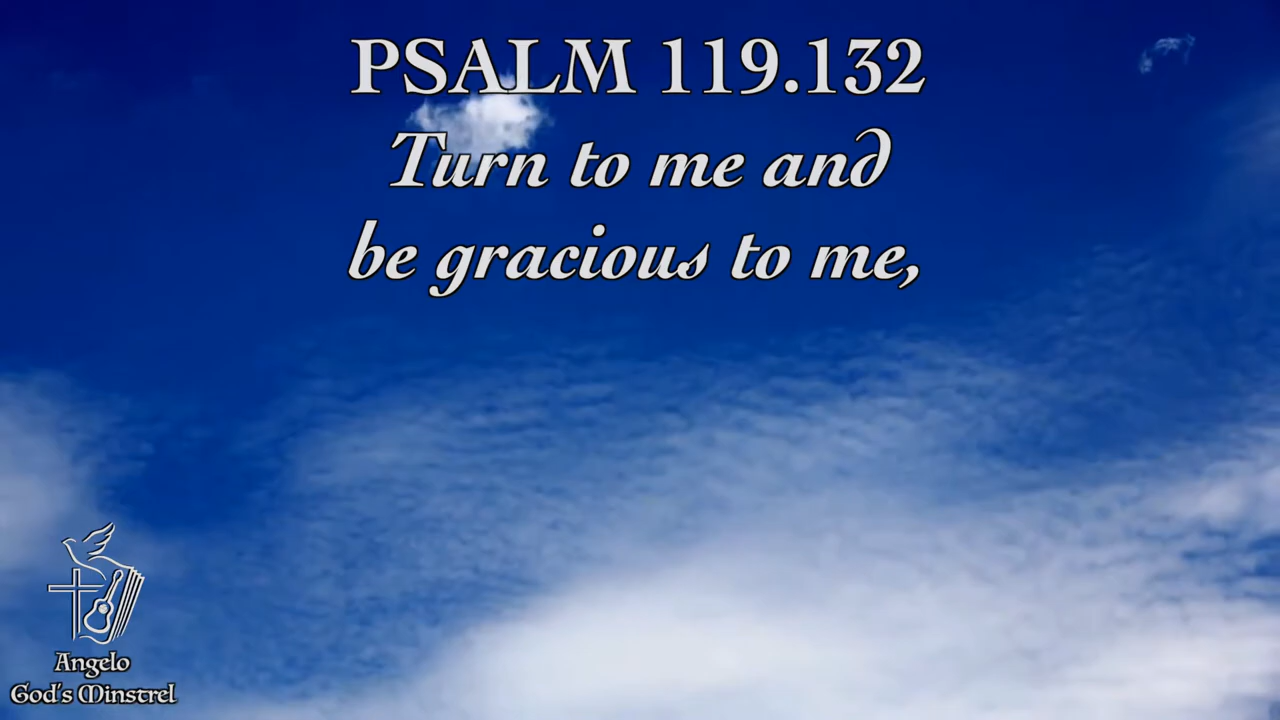 PSALM 119.132
Turn to me and
be gracious to me,
Angelo
God's Minstrel